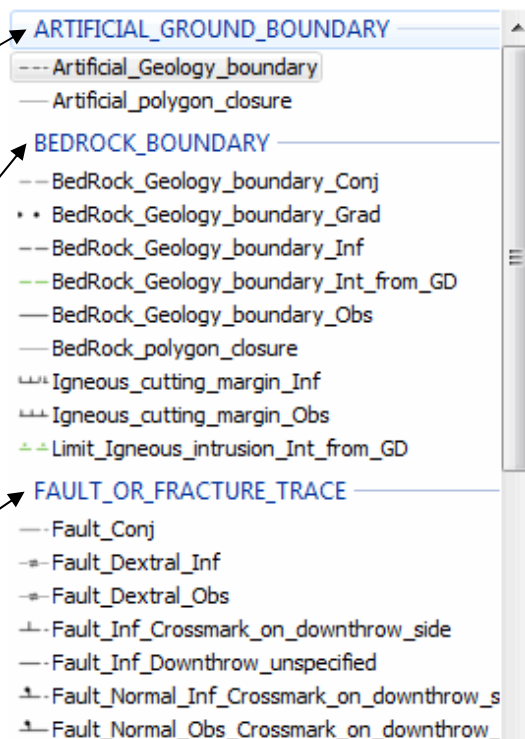 ARTIFICIAL_GROUND_BOUNDARY
Artificial_Geology_boundary
Artificial_polygon_closure
BEDROCK_BOUNDARY
BedRock_Geology_boundary_Conj
BedRock_Geology_boundary_Grad
BedRock_Geology_boundary_Inf
BedRock_Geology_boundary_Int_from_GD
BedRock_Geology_boundary_Obs
BedRock_polygon_closure
Igneous_cutting_margin_Inf
Igneous_cutting_margin_Obs
Limit_Igneous_intrusion_Int_from_GD
FAULT_OR_FRACTURE_TRACE
Fault_Conj
Fault_Dextral_Inf
Fault_Dextral_Obs
Fault_Inf_Crossmark_on_downthrow_side
Fault_Inf_Downthrow_unspecified
Fault_Normal_Inf_Crossmark_on_downthrow_s
Fault_Normal_Obs_Crossmark_on_downthrow_